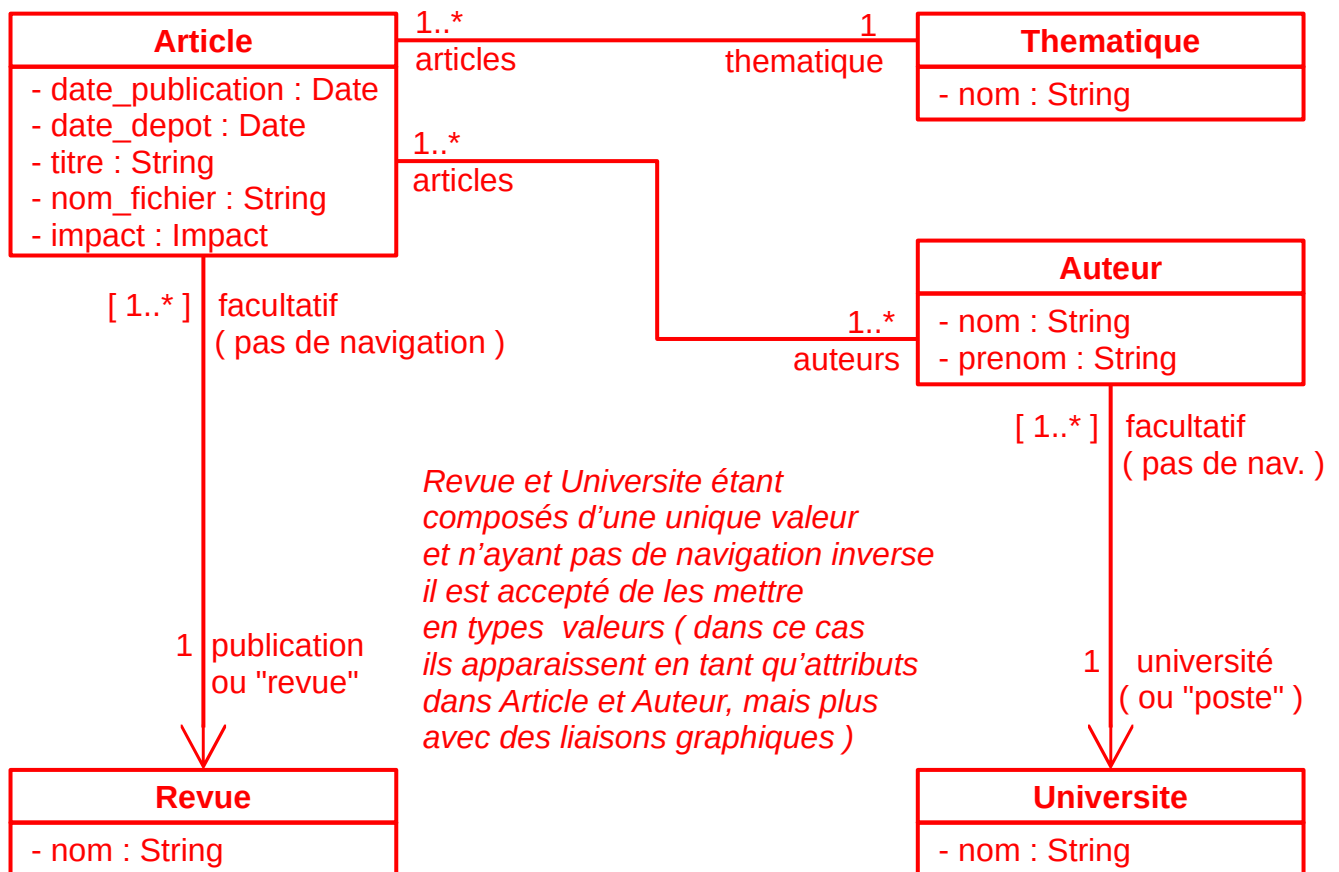 Article
- date_publication : Date
- date_depot : Date
- titre : String
- nom_fichier : String
- impact : Impact
1..*
articles
1
thematique
Thematique
- nom : String
1..*
articles
1..*
auteurs
Auteur
- nom : String
- prenom : String
[ 1..* ] facultatif
( pas de navigation )
[ 1..* ] facultatif
( pas de nav. )
Revue et Universite étant
composés d’une unique valeur
et n’ayant pas de navigation inverse
il est accepté de les mettre
en types valeurs ( dans ce cas
ils apparaissent en tant qu’attributs
dans Article et Auteur, mais plus
avec des liaisons graphiques )
1 publication
ou "revue"
1 université
( ou "poste" )
Revue
- nom : String
Universite
- nom : String